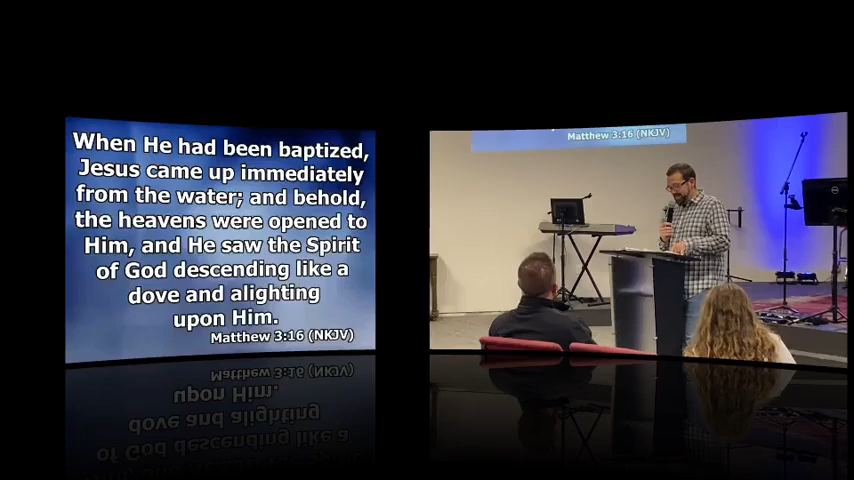 When He had been baptized,
Jesus came up immediately
from the water; and behold,
the heavens were opened to
Him, and He saw the Spirit
of God descending like a
dove and alighting
upon Him.
Matthew 3:16 (NKJV)
Matthew 3:16 (NKJV)
DELL